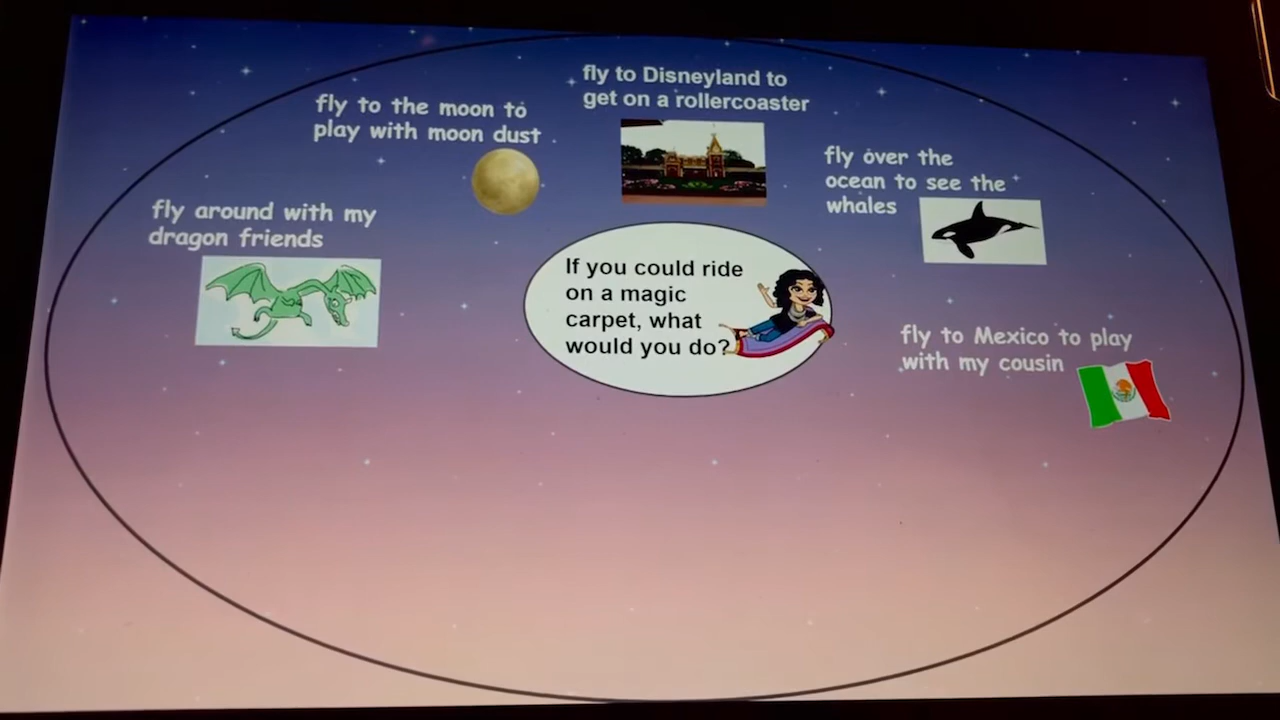 fly to Disneyland to
get on a rollercoaster
fly to the moon to
play with moon dust
fly over the
ocean to see the
whales
fly around with my
dragon friends
If you could ride
on a magic
carpet, what
would you do?
fly to Mexico to play
with my cousin